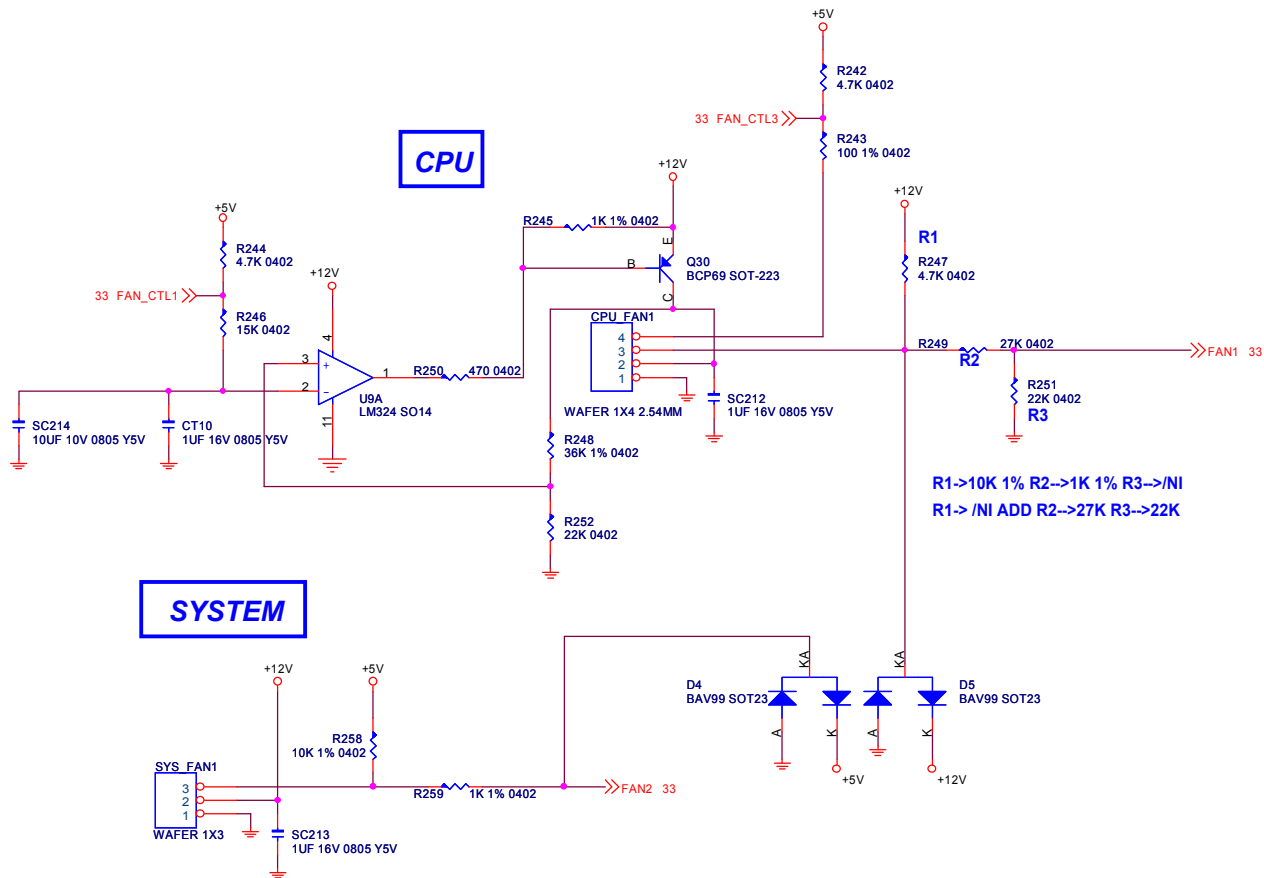 +5V
R242
4.7K 0402
33 FAN_CTL3
R243
100 1% 0402
CPU
+12V
+12V
R245 1K 1% 0402
+5V
R1
R244
4.7K 0402
E
B
Q30
BCP69 SOT-223
R247
4.7K 0402
+12V
33 FAN_CTL1
C
R246
15K 0402
CPU_FAN1
4
4
3
R249 27K 0402
FAN1 33
3
+
R2
2
1
R250 470 0402
1
2
−
R251
22K 0402
U9A
LM324 SO14
SC212
1UF 16V 0805 Y5V
WAFER 1X4 2.54MM
R3
11
SC214
10UF 10V 0805 Y5V
CT10
1UF 16V 0805 Y5V
R248
36K 1% 0402
R1->10K 1% R2-->1K 1% R3-->/NI
R1-> /NI ADD R2-->27K R3-->22K
R252
22K 0402
SYSTEM
KA
KA
+12V
+5V
D4
BAV99 SOT23
D5
BAV99 SOT23
A
K
A
K
R258
10K 1% 0402
SYS_FAN1
+5V
+12V
3
2
1
R259 1K 1% 0402
FAN2 33
WAFER 1X3
SC213
1UF 16V 0805 Y5V